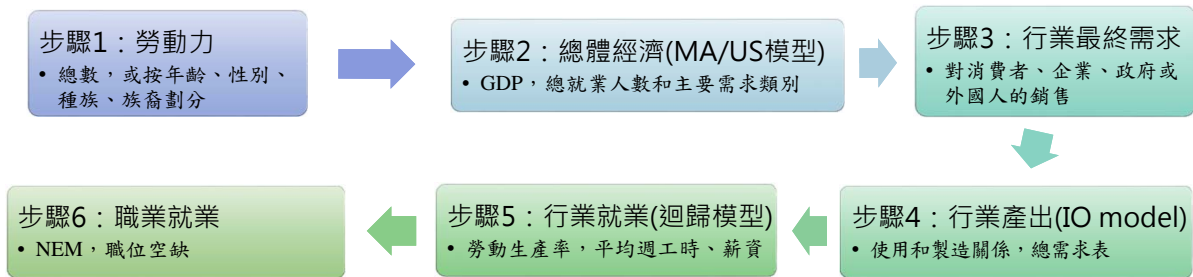 步驟1：勞動力
• 總數，或按年齡、性別、
種族、族裔劃分
步驟2：總體經濟(MA/US模型)
• GDP，總就業人數和主要需求類別
步驟3：行業最終需求
• 對消費者、企業、政府或
外國人的銷售
步驟4：行業產出(IO model)
• 使用和製造關係，總需求表
步驟5：行業就業(迴歸模型)
• 勞動生產率，平均週工時、薪資
步驟6：職業就業
• NEM，職位空缺